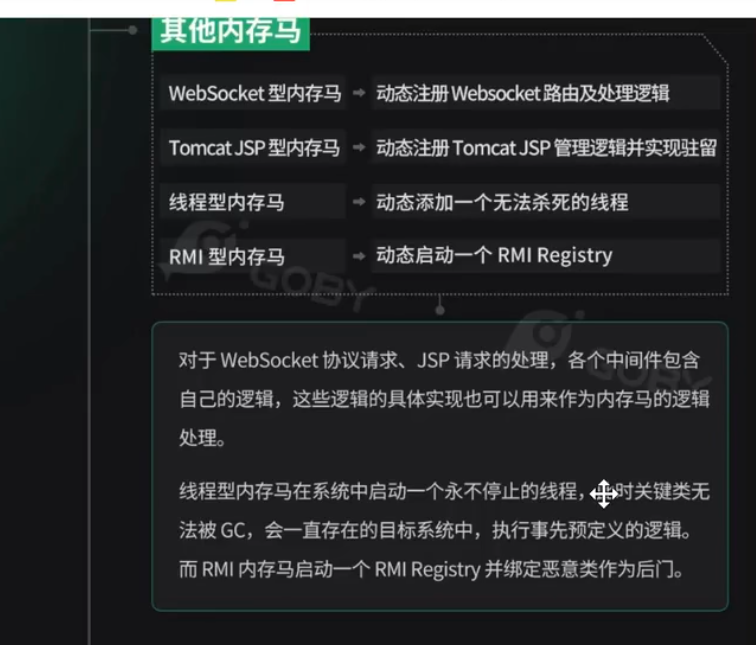 其他内存马
WebSocket 型内存马 ➡ 动态注册 Websocket 路由及处理逻辑
Tomcat JSP 型内存马 ➡ 动态注册 Tomcat JSP 管理逻辑并实现驻留
线程型内存马 ➡ 动态添加一个无法杀死的线程
RMI 型内存马 ➡ 动态启动一个 RMI Registry
GOBY
GOBY
对于 WebSocket 协议请求、JSP 请求的处理，各个中间件包含
自己的逻辑，这些逻辑的具体实现也可以用来作为内存马的逻辑
处理。
线程型内存马在系统中启动一个永不停止的线程，时关键类无
法被 GC，会一直存在的目标系统中，执行事先预定义的逻辑。
而 RMI 内存马启动一个 RMI Registry 并绑定恶意类作为后门。